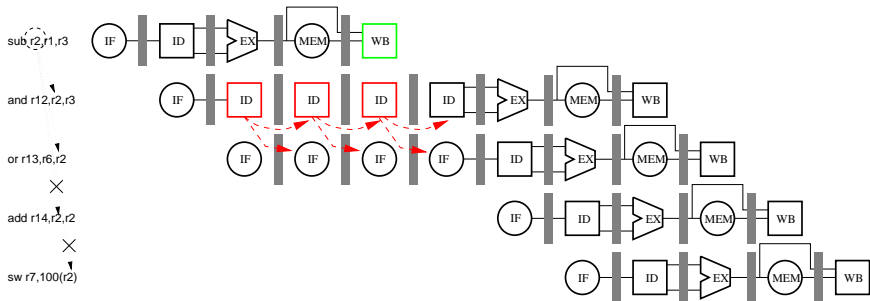 sub r2,r1,r3 IF ID EX MEM WB
and r12,r2,r3 IF ID ID ID ID EX MEM WB
or r13,r6,r2 IF IF IF IF ID EX MEM WB
add r14,r2,r2 IF ID EX MEM WB
sw r7,100(r2) IF ID EX MEM WB